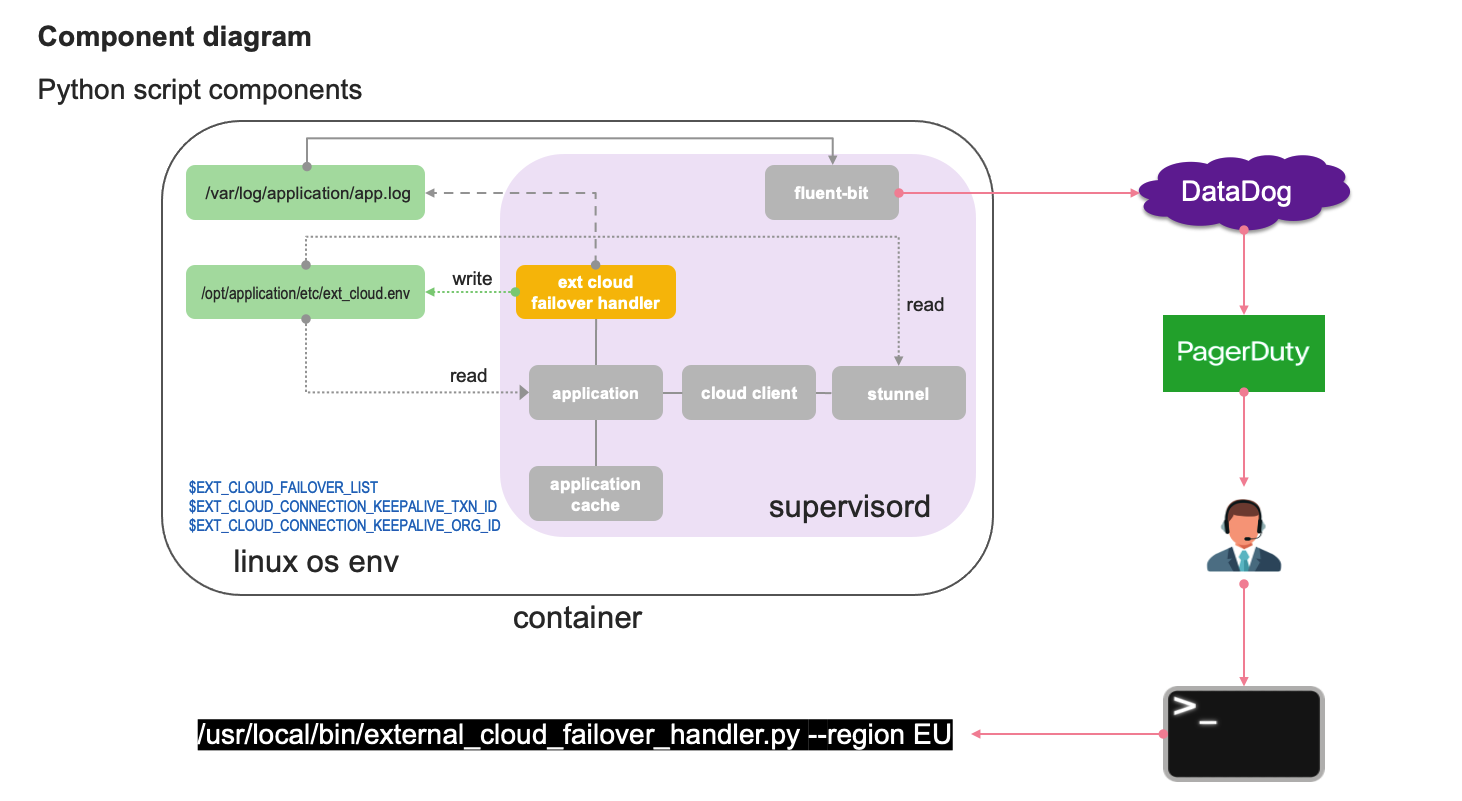 Component diagram
Python script components
/var/log/application/app.log
fluent-bit
DataDog
/opt/application/etc/ext_cloud.env
write
ext cloud
failover handler
read
PagerDuty
read
application
cloud client
stunnel
application
cache
$EXT_CLOUD_FAILOVER_LIST
$EXT_CLOUD_CONNECTION_KEEPALIVE_TXN_ID
$EXT_CLOUD_CONNECTION_KEEPALIVE_ORG_ID
supervisord
linux os env
container
>_
/usr/local/bin/external_cloud_failover_handler.py --region EU